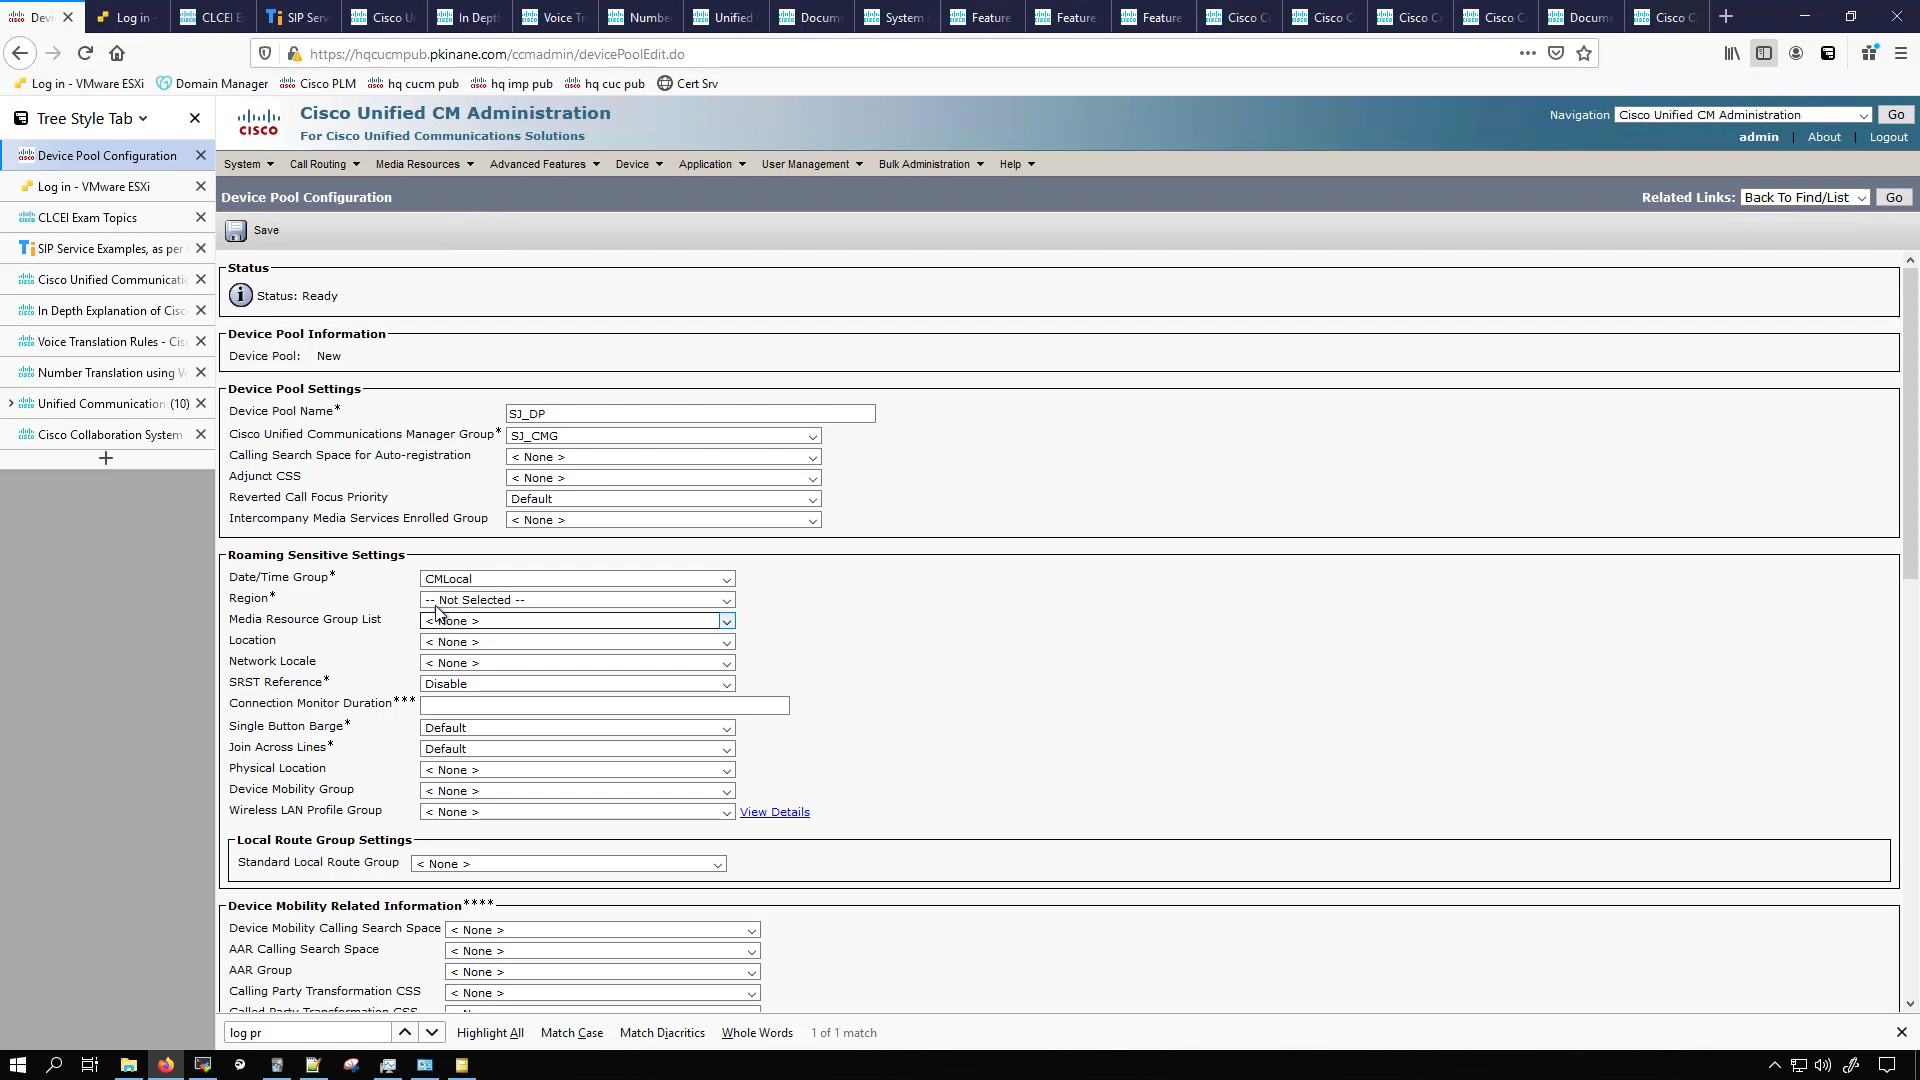 Devi
Log in -
CLCEI E
SIP Serv
Cisco U
In Depth
Voice Tr
Number
Unified
Docum
System
Feature
Feature
Feature
Cisco C
Cisco C
Cisco C
Cisco C
Docum
Cisco C
https://hqcucmpub.pkinane.com/ccmadmin/devicePoolEdit.do
Log in - VMware ESXi
Domain Manager
Cisco PLM
hq cucm pub
hq imp pub
hq cuc pub
Cert Srv
Tree Style Tab
Device Pool Configuration
Log in - VMware ESXi
CLCEI Exam Topics
SIP Service Examples, as per
Cisco Unified Communicati
In Depth Explanation of Cisc
Voice Translation Rules - Cis
Number Translation using V
Unified Communication (10)
Cisco Collaboration System
CISCO
Cisco Unified CM Administration
For Cisco Unified Communications Solutions
Navigation Cisco Unified CM Administration Go
admin About Logout
System Call Routing Media Resources Advanced Features Device Application User Management Bulk Administration Help
Device Pool Configuration
Related Links: Back To Find/List Go
Save
Status
Status: Ready
Device Pool Information
Device Pool: New
Device Pool Settings
Device Pool Name* SJ_DP
Cisco Unified Communications Manager Group* SJ_CMG
Calling Search Space for Auto-registration < None >
Adjunct CSS < None >
Reverted Call Focus Priority Default
Intercompany Media Services Enrolled Group < None >
Roaming Sensitive Settings
Date/Time Group* CMLocal
Region* -- Not Selected --
Media Resource Group List < None >
Location < None >
Network Locale < None >
SRST Reference* Disable
Connection Monitor Duration***
Single Button Barge* Default
Join Across Lines* Default
Physical Location < None >
Device Mobility Group < None >
Wireless LAN Profile Group < None > View Details
Local Route Group Settings
Standard Local Route Group < None >
Device Mobility Related Information****
Device Mobility Calling Search Space < None >
AAR Calling Search Space < None >
AAR Group < None >
Calling Party Transformation CSS < None >
Called Party Transformation CSS
log pr
Highlight All
Match Case
Match Diacritics
Whole Words
1 of 1 match